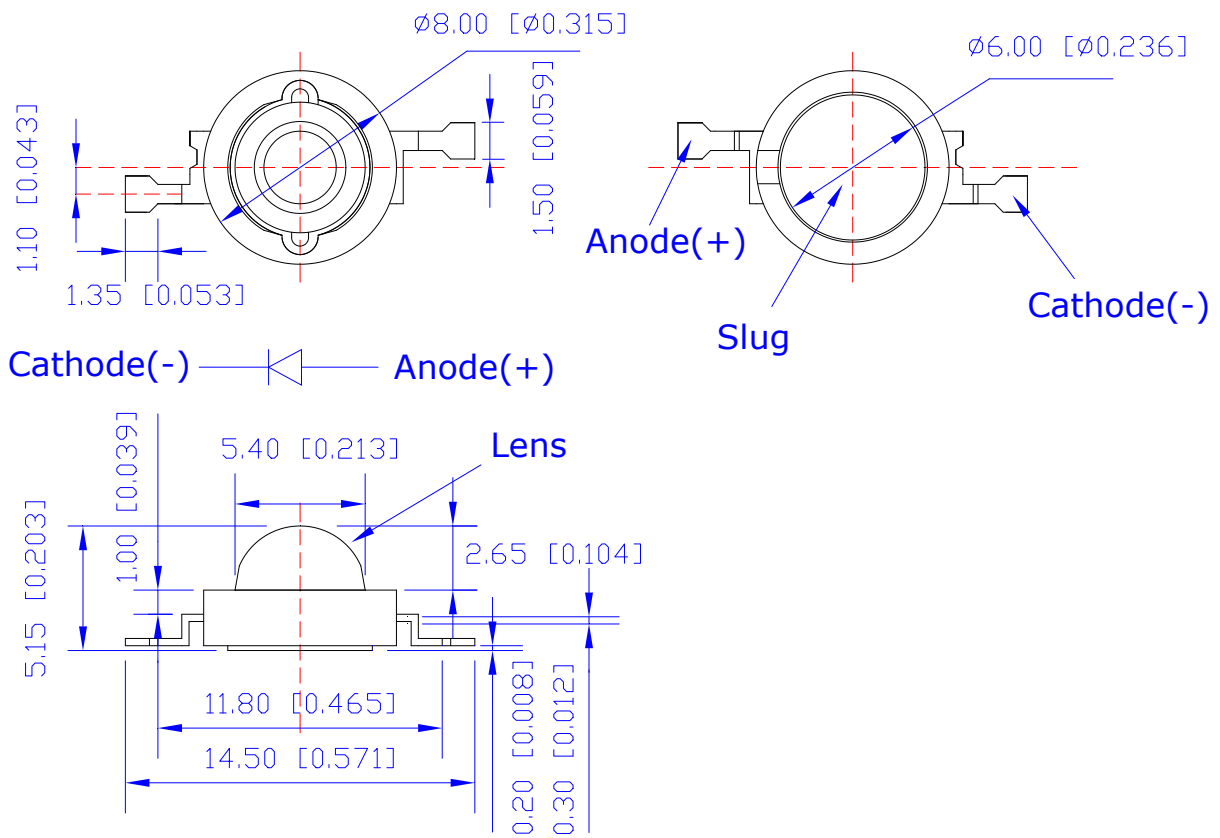 ø8.00 [ø0.315]
ø6.00 [ø0.236]
1.10 [0.043]
1.50 [0.059]
1.35 [0.053]
Anode(+)
Cathode(-)
Slug
Cathode(-)
Anode(+)
5.15 [0.203]
1.00 [0.039]
5.40 [0.213]
Lens
2.65 [0.104]
11.80 [0.465]
14.50 [0.571]
0.20 [0.008]
0.30 [0.012]